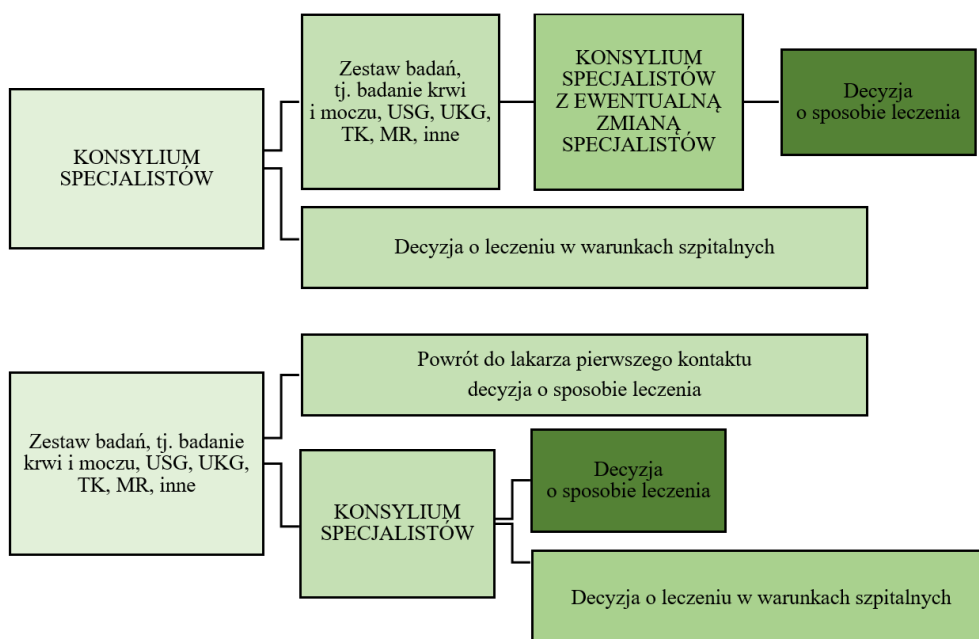 KONSYLIUM
SPECJALISTÓW
Zestaw badań,
tj. badanie krwi
i moczu, USG, UKG,
TK, MR, inne
KONSYLIUM
SPECJALISTÓW
Z EWENTUALNĄ
ZMIANĄ
SPECJALISTÓW
Decyzja
o sposobie leczenia
Decyzja o leczeniu w warunkach szpitalnych
Zestaw badań, tj. badanie
krwi i moczu, USG, UKG,
TK, MR, inne
Powrót do lakarza pierwszego kontaktu
decyzja o sposobie leczenia
KONSYLIUM
SPECJALISTÓW
Decyzja
o sposobie leczenia
Decyzja o leczeniu w warunkach szpitalnych